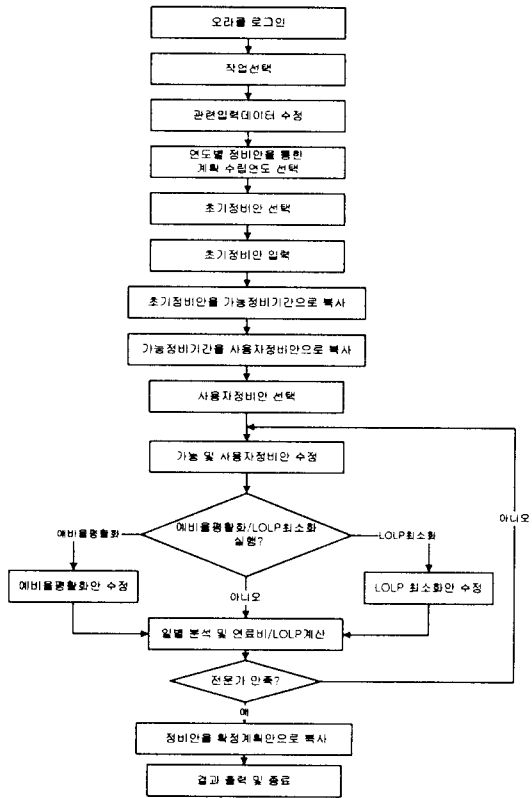 오라클 로그인
작업선택
관련입력데이터 수정
연도별 정비안을 통한
계획 수립연도 선택
초기정비안 선택
초기정비안 입력
초기정비안을 가능정비기간으로 복사
가능정비기간을 사용자정비안으로 복사
사용자정비안 선택
가능 및 사용자정비안 수정
예비율평활화/LOLP최소화
실행?
예비율평활화
LOLP최소화
아니오
예비율평활화안 수정
LOLP 최소화안 수정
아니오
일별 분석 및 연료비/LOLP계산
전문가 만족?
예
정비안을 확정계획안으로 복사
결과 출력 및 종료